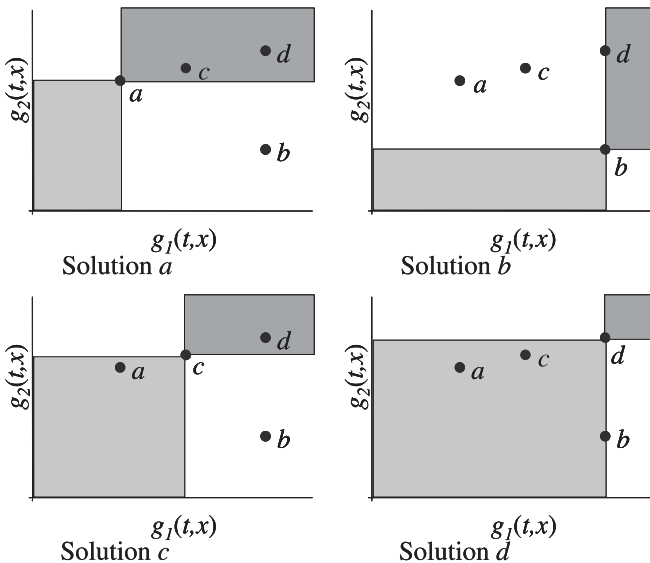 g2(t,x)
a
c
d
b
g1(t,x)
Solution a
g2(t,x)
a
c
d
b
g1(t,x)
Solution b
g2(t,x)
a
c
d
b
g1(t,x)
Solution c
g2(t,x)
a
c
d
b
g1(t,x)
Solution d